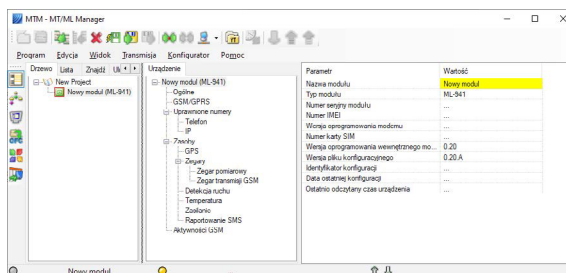 MTM - MT/ML Manager
Program Edycja Widok Transmisja Konfigurator Pomoc
Drzewo Lista Znajdź
New Project
Nowy moduł (ML-941)
Urządzenie
Nowy moduł (ML-941)
Ogólne
GSM/GPRS
Uprawnione numery
Telefon
IP
Zasoby
GPS
Zegary
Zegar pomiarowy
Zegar transmisji GSM
Detekcja ruchu
Temperatura
Zasilanie
Raportowanie SMS
Aktywności GSM
Parametr Wartość
Nazwa modułu Nowy moduł
Typ modułu ML-941
Numer seryjny modułu ...
Numer IMEI ...
Wersja oprogramowania modemu ...
Numer karty SIM ...
Wersja oprogramowania wewnętrznego mo... 0.20
Wersja pliku konfiguracyjnego 0.20.A
Identyfikator konfiguracji ...
Data ostatniej konfiguracji ...
Ostatnio odczytany czas urządzenia ...
Nowy moduł ...